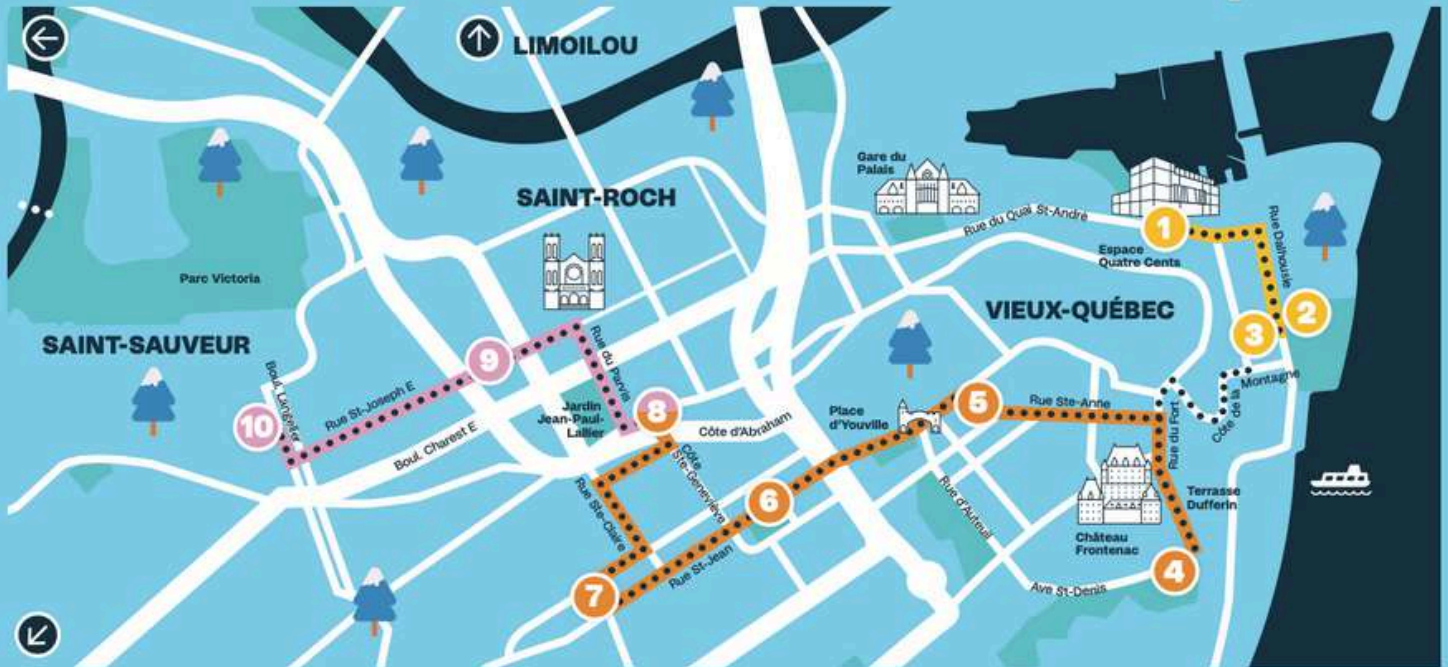 LIMOILOU
SAINT-ROCH
Gare du
Palais
Rue du Quai St-André
1
Espace
Quatre Cents
Rue Dalhousie
2
3
VIEUX-QUÉBEC
Parc Victoria
SAINT-SAUVEUR
9
Rue du Parvis
Boul. Langelier
Rue St-Joseph E
10
Jardin
Jean-Paul-
Lallier
8
Boul. Charest E
Côte d'Abraham
Place
d'Youville
5
Rue Ste-Anne
Côte de la
Montagne
Rue du Fort
Côte
Ste-Geneviève
Rue Ste-Claire
6
Rue d'Auteuil
Terrasse
Dufferin
Château
Frontenac
4
Rue St-Jean
7
Ave St-Denis